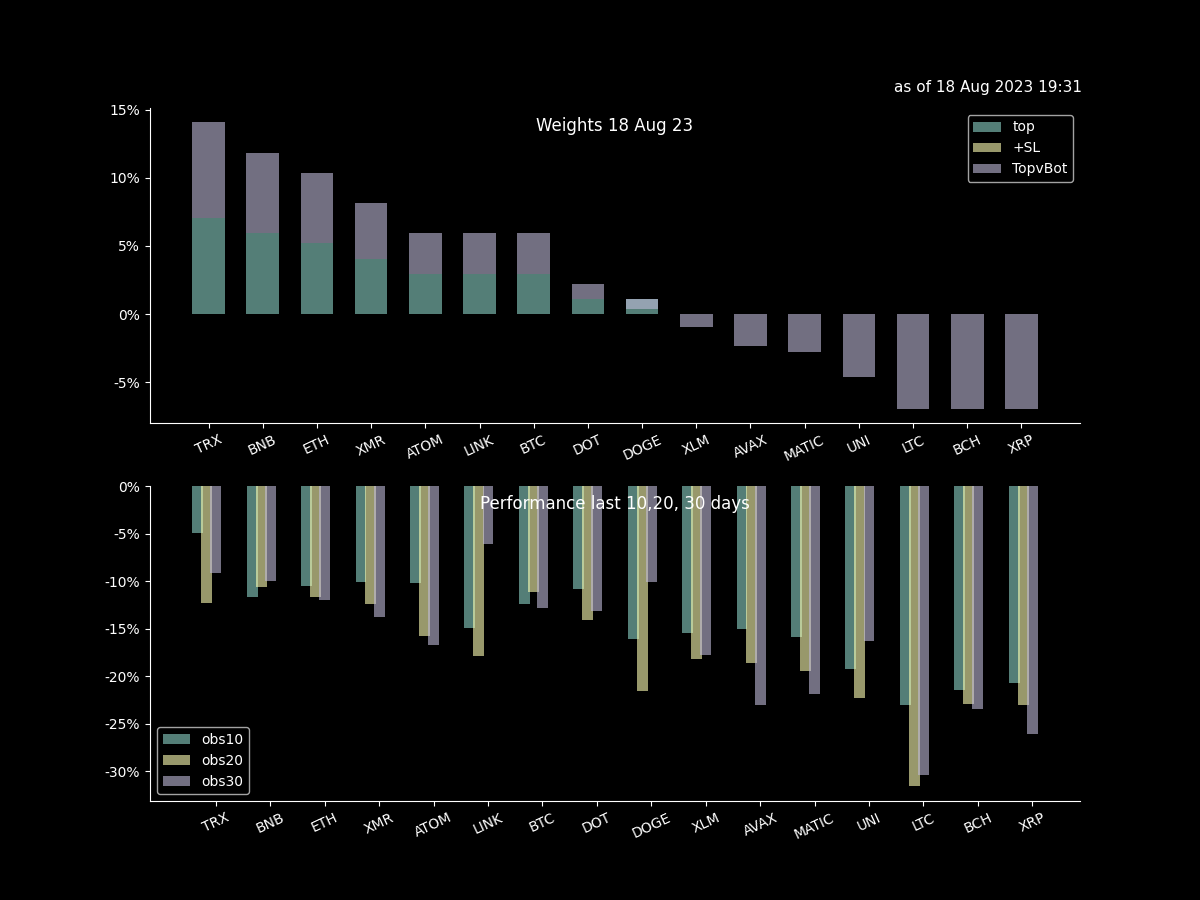 as of 18 Aug 2023 19:31
Weights 18 Aug 23
15%
10%
5%
0%
-5%
top
+SL
TopvBot
TRX BNB ETH XMR ATOM LINK BTC DOT DOGE XLM AVAX MATIC UNI LTC BCH XRP
Performance last 10,20, 30 days
0%
-5%
-10%
-15%
-20%
-25%
-30%
obs10
obs20
obs30
TRX BNB ETH XMR ATOM LINK BTC DOT DOGE XLM AVAX MATIC UNI LTC BCH XRP